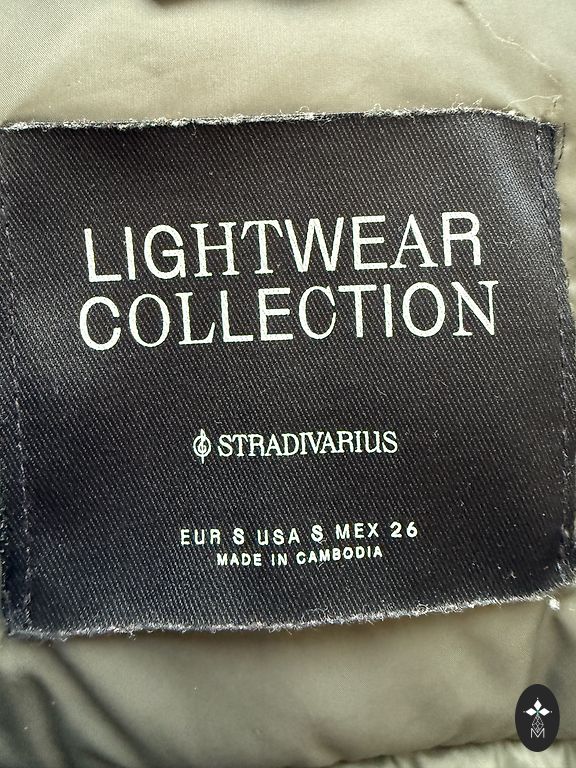 LIGHTWEAR
COLLECTION
STRADIVARIUS
EUR S USA S MEX 26
MADE IN CAMBODIA
M